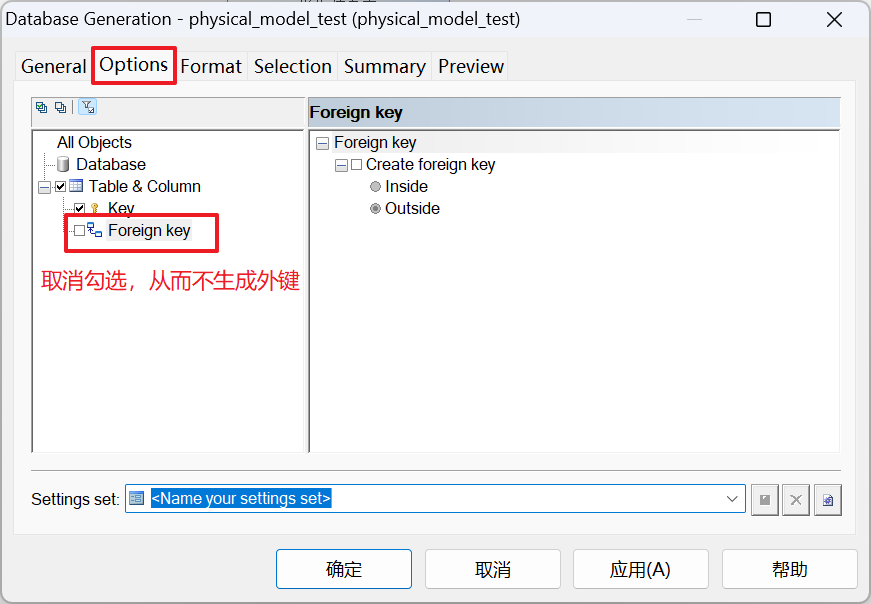 Database Generation - physical_model_test (physical_model_test)
General Options Format Selection Summary Preview
Foreign key
All Objects
Database
Table & Column
Key
Foreign key
取消勾选，从而不生成外键
Foreign key
Create foreign key
Inside
Outside
Settings set: <Name your settings set>
确定 取消 应用(A) 帮助